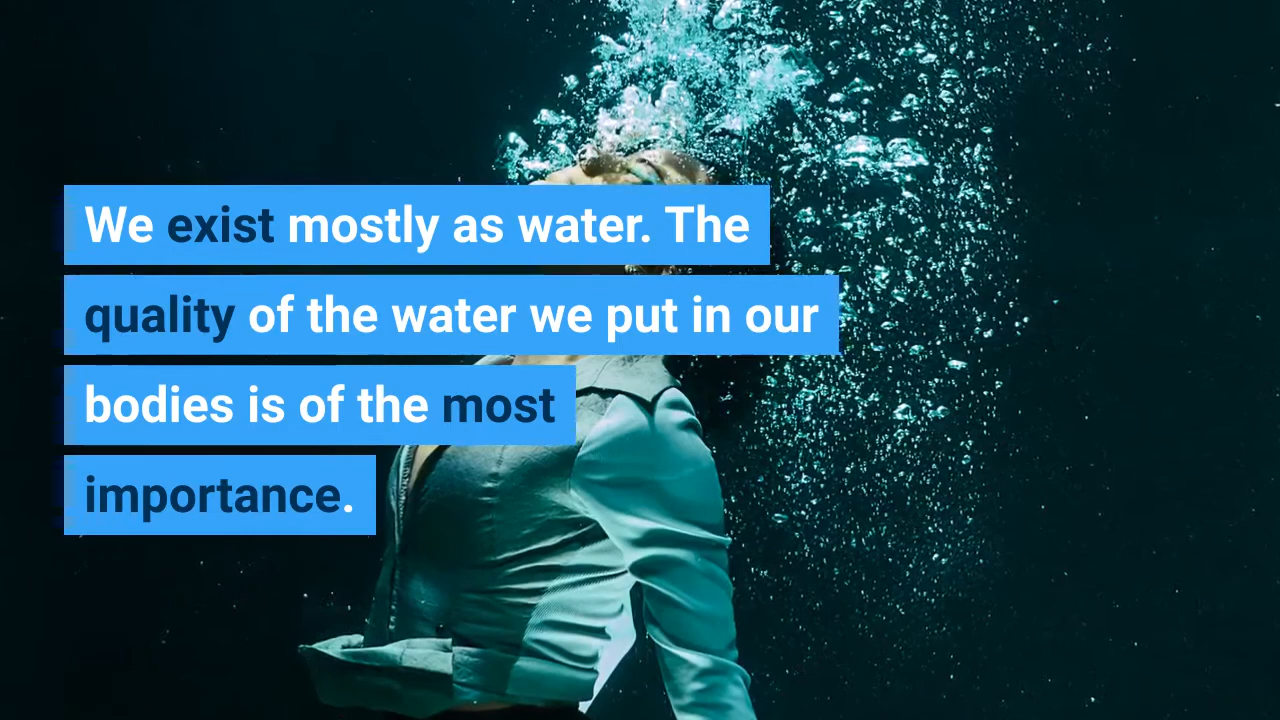 We exist mostly as water. The
quality of the water we put in our
bodies is of the most
importance.